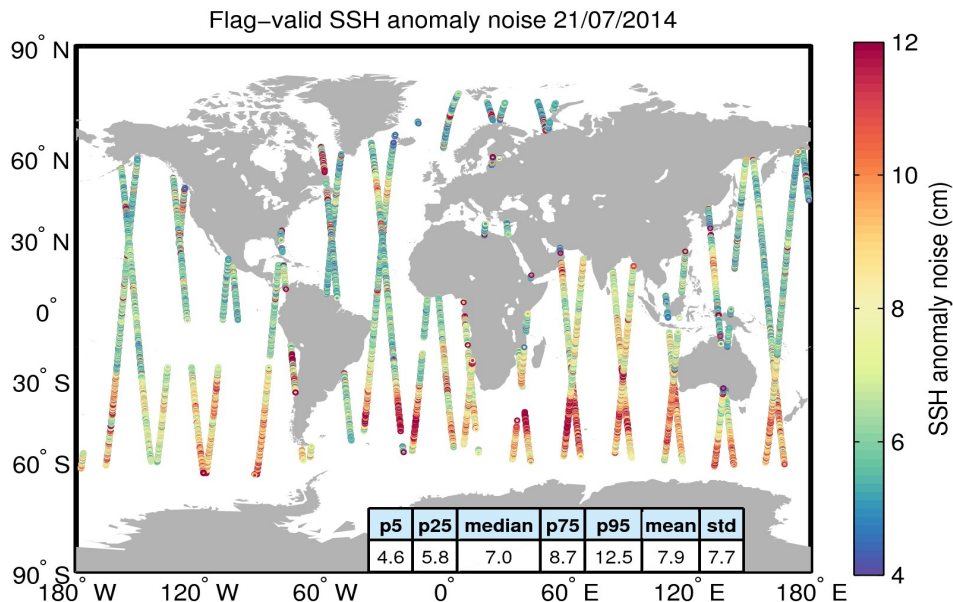 Flag−valid SSH anomaly noise 21/07/2014
90° N
60° N
30° N
0°
30° S
60° S
90° S
180° W
120° W
60° W
0°
60° E
120° E
180° E
p5 p25 median p75 p95 mean std
4.6 5.8 7.0 8.7 12.5 7.9 7.7
12
10
8
6
4
SSH anomaly noise (cm)